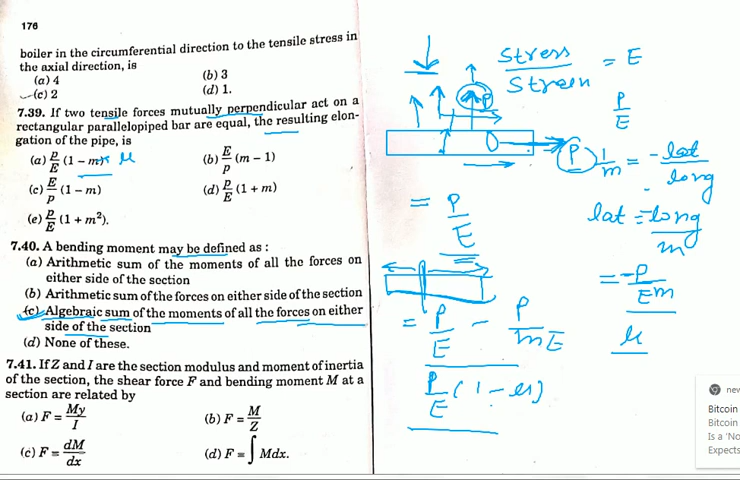 176
boiler in the circumferential direction to the tensile stress in
the axial direction, is
(a) 4 (b) 3
(c) 2 (d) 1.
7.39. If two tensile forces mutually perpendicular act on a
rectangular parallelopiped bar are equal, the resulting elon-
gation of the pipe, is
(a) p/E (1 − m) μ (b) E/p (m − 1)
(c) E/p (1 − m) (d) p/E (1 + m)
(e) p/E (1 + m²).
7.40. A bending moment may be defined as :
(a) Arithmetic sum of the moments of all the forces on
either side of the section
(b) Arithmetic sum of the forces on either side of the section
(c) Algebraic sum of the moments of all the forces on either
side of the section
(d) None of these.
7.41. If Z and I are the section modulus and moment of inertia
of the section, the shear force F and bending moment M at a
section are related by
(a) F = My/I (b) F = M/Z
(c) F = dM/dx (d) F = ∫ Mdx.
Stress/Strain = E
P/E
P
P
1/m = -lat/long
= P/E
lat = -long/m
= -P/Em
= P/E - P/mE
μ
P/E (1 - μ)
new
Bitcoin
Bitcoin
Is a 'No
Expects